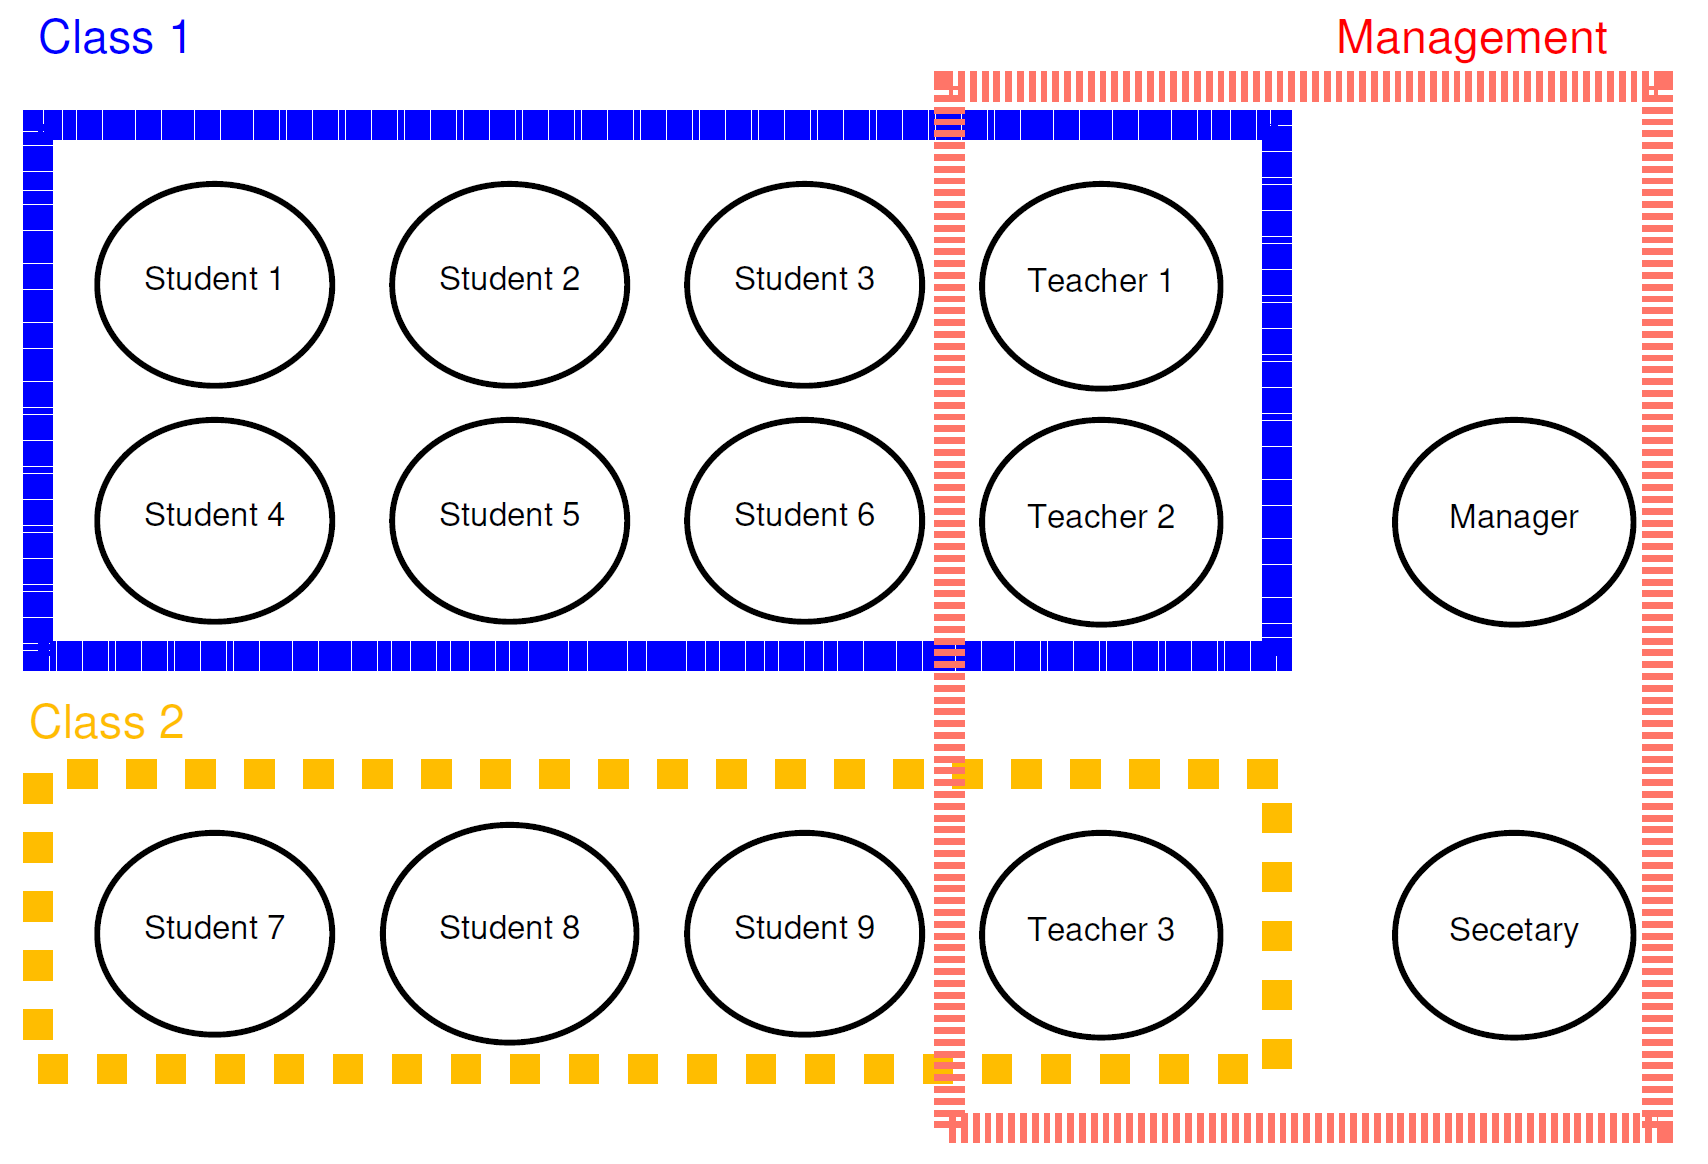 Class 1
Management
Student 1
Student 2
Student 3
Teacher 1
Student 4
Student 5
Student 6
Teacher 2
Manager
Class 2
Student 7
Student 8
Student 9
Teacher 3
Secetary